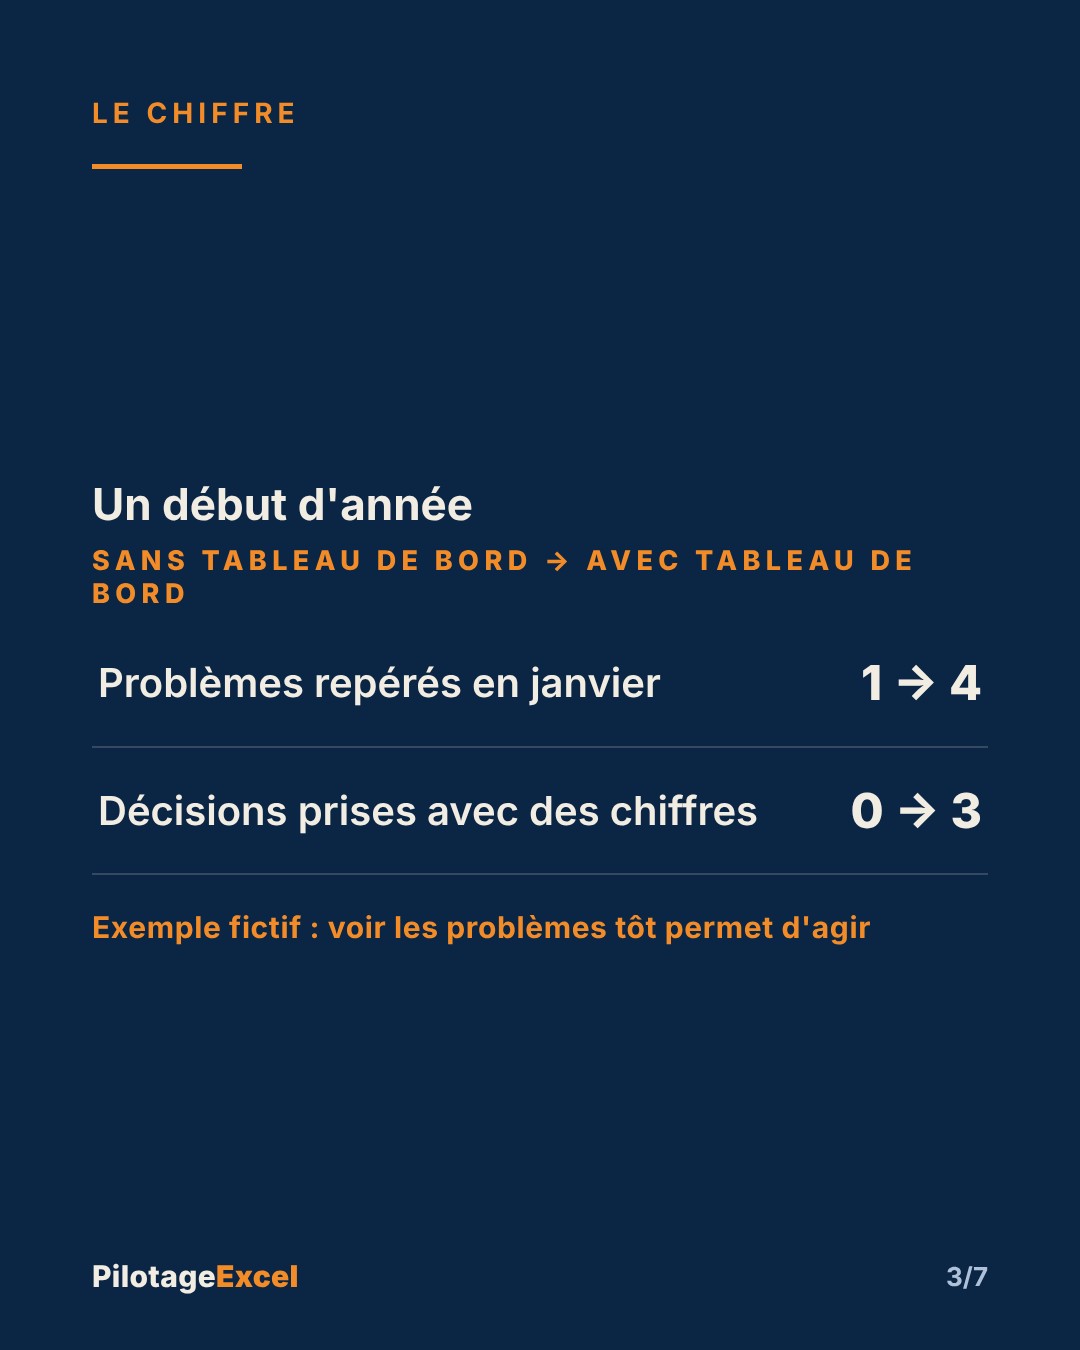 LE CHIFFRE
Un début d'année
SANS TABLEAU DE BORD → AVEC TABLEAU DE
BORD
Problèmes repérés en janvier 1 → 4
Décisions prises avec des chiffres 0 → 3
Exemple fictif : voir les problèmes tôt permet d'agir
PilotageExcel 3/7